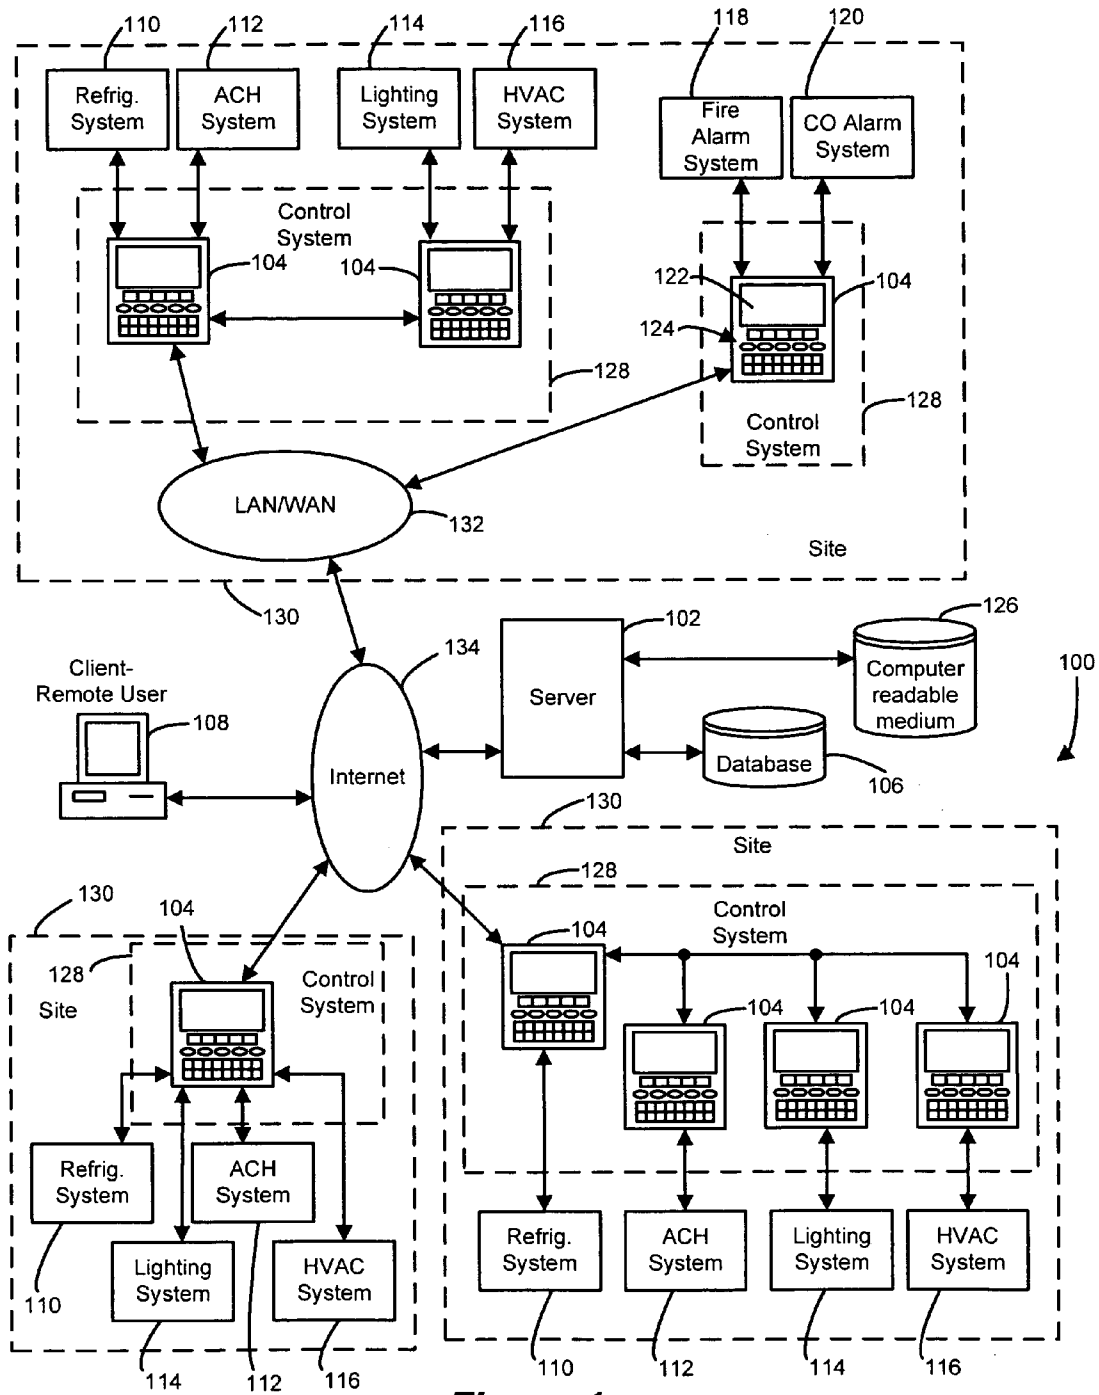 110
112
114
116
118
120
Refrig.
System
ACH
System
Lighting
System
HVAC
System
Fire
Alarm
System
CO Alarm
System
Control
System
104
104
122
104
124
128
128
Control
System
LAN/WAN
132
Site
130
102
126
134
Client-
Remote User
108
Server
Computer
readable
medium
100
Internet
Database
106
130
Site
128
Control
System
130
104
128
Site
Control
System
104
104
104
104
Refrig.
System
ACH
System
Lighting
System
HVAC
System
110
114
112
116
Refrig.
System
ACH
System
Lighting
System
HVAC
System
110
112
114
116